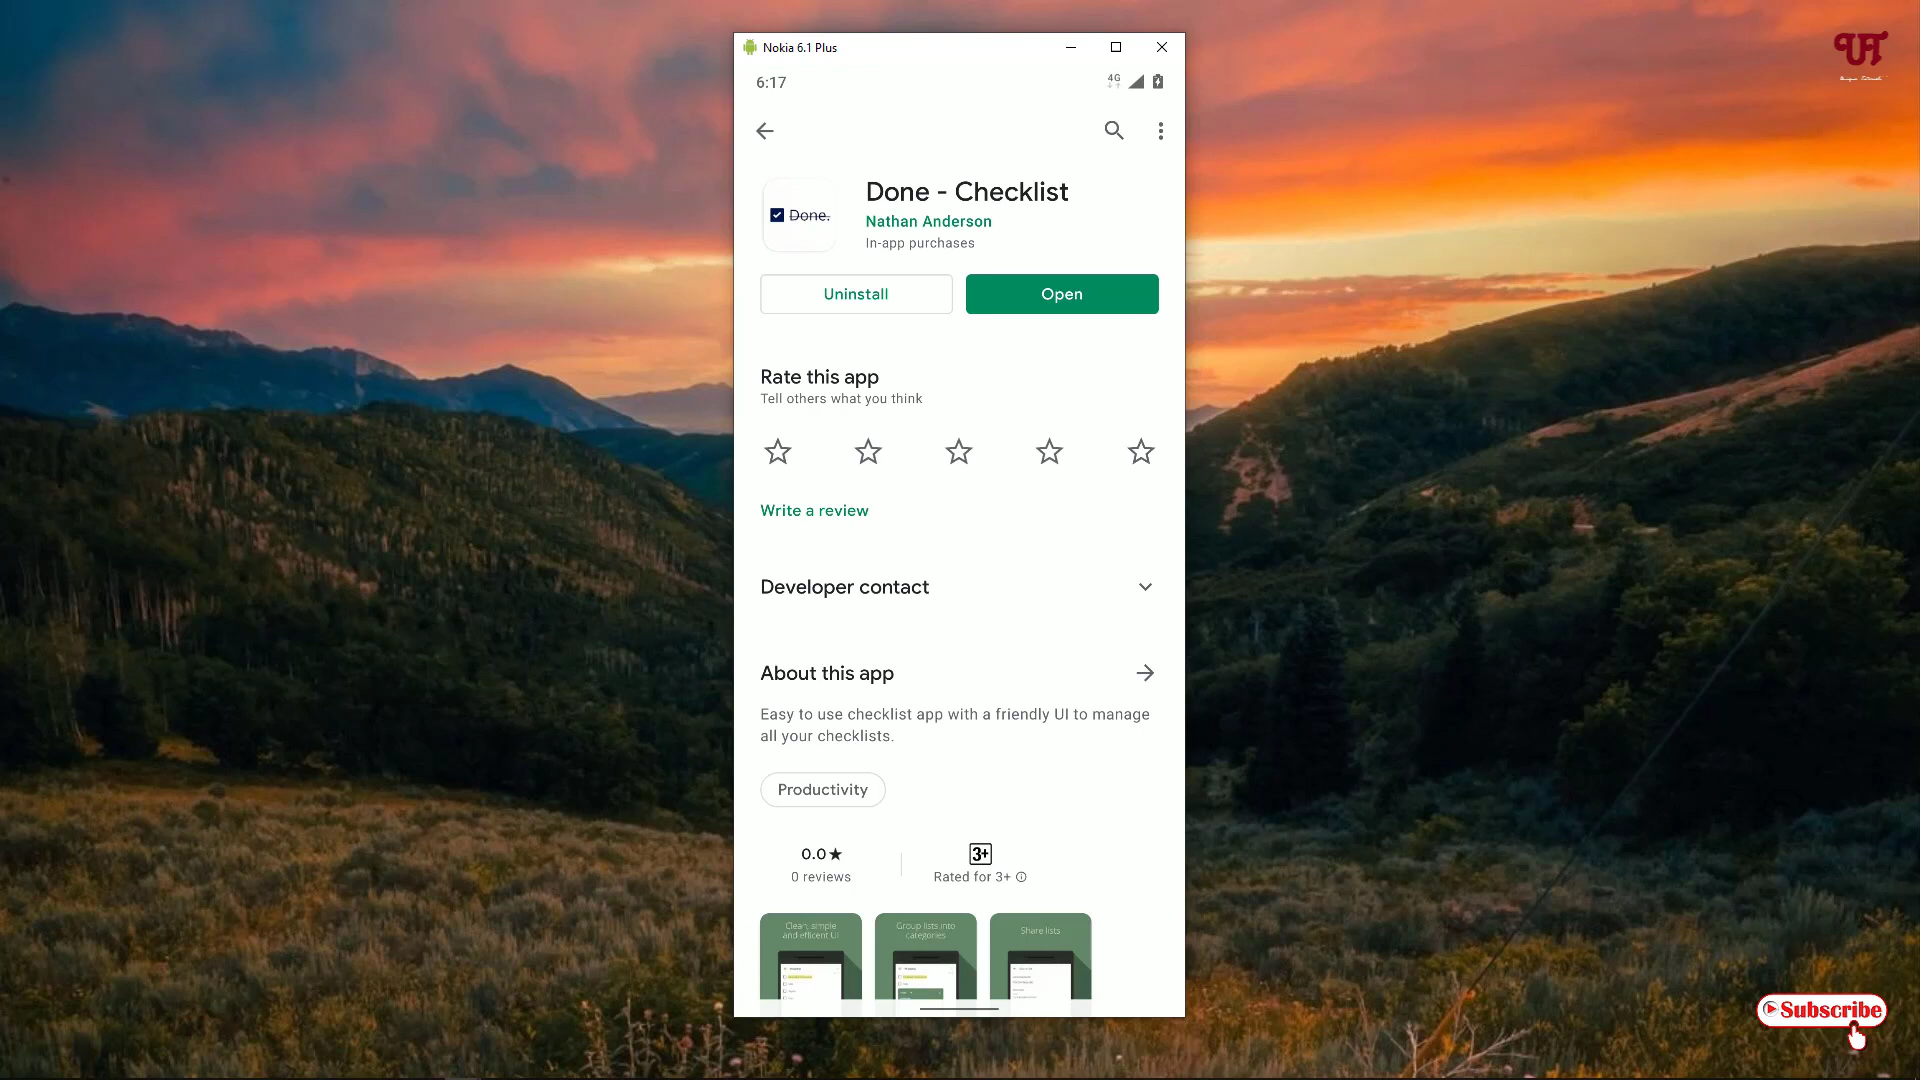 Nokia 6.1 Plus
6:17
4G
Done - Checklist
Done.
Nathan Anderson
In-app purchases
Uninstall
Open
Rate this app
Tell others what you think
Write a review
Developer contact
About this app
Easy to use checklist app with a friendly UI to manage
all your checklists.
Productivity
0.0★
3+
0 reviews
Rated for 3+
Clean, simple
and efficent UI
Group lists into
categories
Share lists
Subscribe